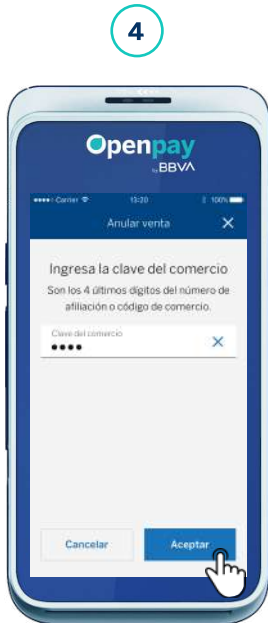 4
Openpay
by BBVA
Carrier 13:20 100%
Anular venta
Ingresa la clave del comercio
Son los 4 últimos dígitos del número de
afiliación o código de comercio.
Clave del comercio
Cancelar Aceptar